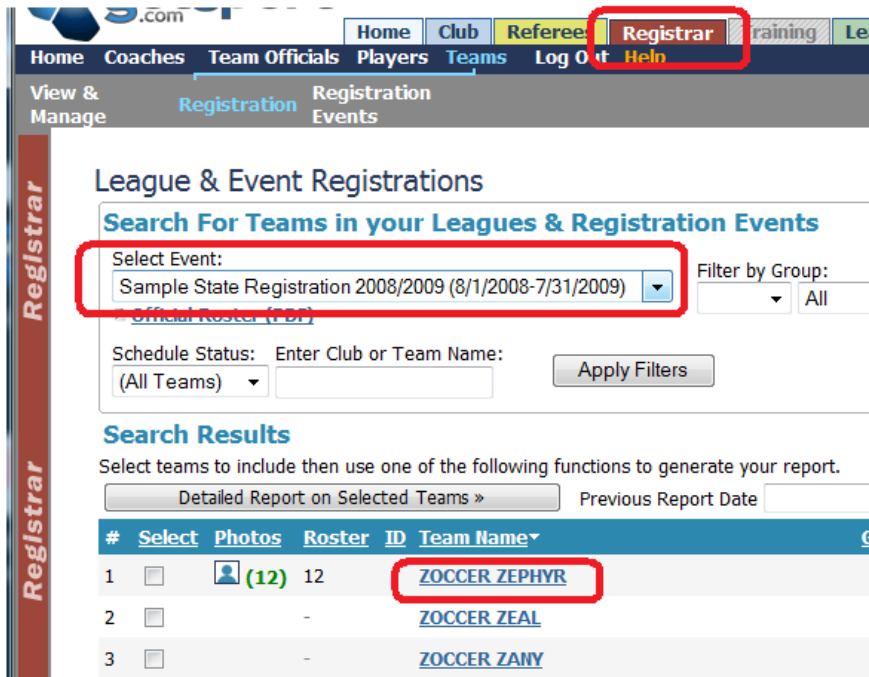 .com
Home Club Referees Registrar Training Lea
Home Coaches Team Officials Players Teams Log Out Help
View & Manage Registration Registration Events
Registrar
League & Event Registrations
Search For Teams in your Leagues & Registration Events
Select Event:
Filter by Group:
Sample State Registration 2008/2009 (8/1/2008-7/31/2009)
All
Official Roster (PDF)
Schedule Status: Enter Club or Team Name:
(All Teams)
Apply Filters
Search Results
Select teams to include then use one of the following functions to generate your report.
Detailed Report on Selected Teams »
Previous Report Date
Registrar
# Select Photos Roster ID Team Name
1 (12) 12 ZOCCER ZEPHYR
2 - ZOCCER ZEAL
3 - ZOCCER ZANY